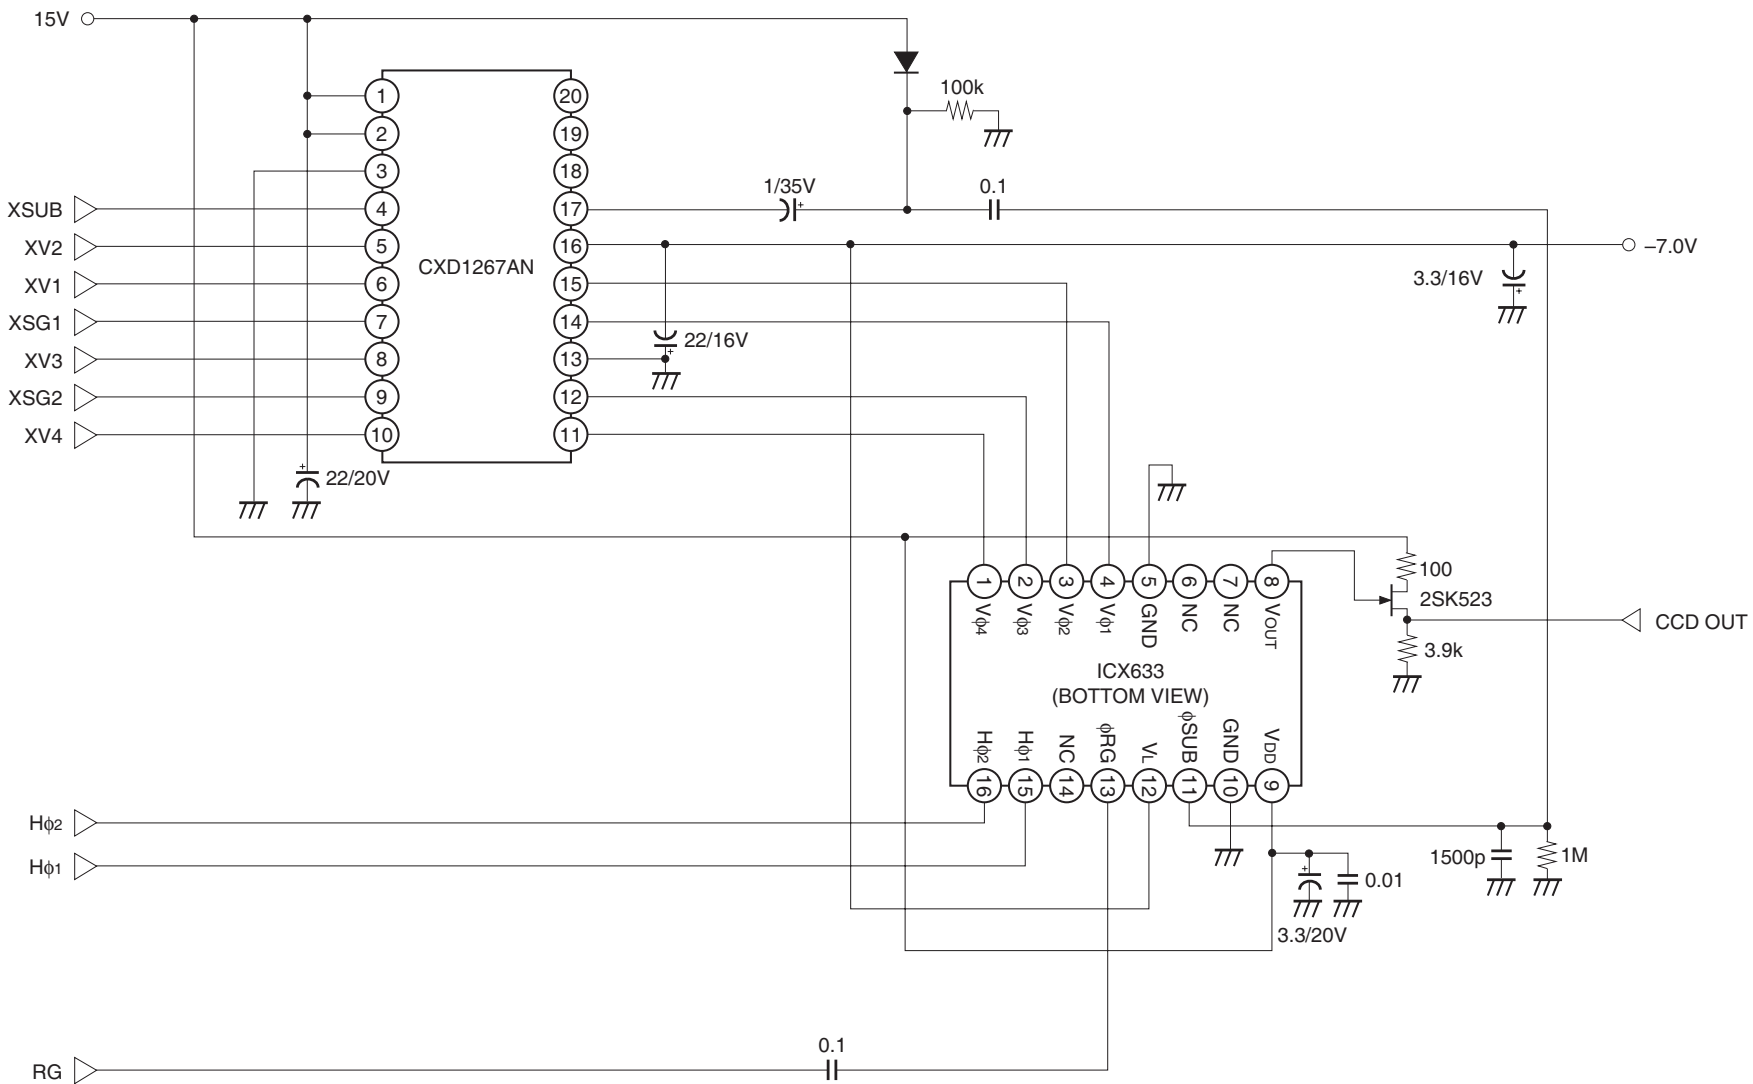 15V
100k
1
20
2
19
3
18
1/35V
0.1
XSUB
4
17
XV2
5
16
–7.0V
CXD1267AN
3.3/16V
XV1
6
15
XSG1
7
14
22/16V
XV3
8
13
XSG2
9
12
XV4
10
11
22/20V
100
1
2
3
4
5
6
7
8
2SK523
Vϕ4
Vϕ3
Vϕ2
Vϕ1
GND
NC
NC
VOUT
CCD OUT
3.9k
ICX633
(BOTTOM VIEW)
Hϕ2
Hϕ1
NC
ϕRG
VL
ϕSUB
GND
VDD
16
15
14
13
12
11
10
9
Hϕ2
1500p
1M
Hϕ1
0.01
3.3/20V
0.1
RG